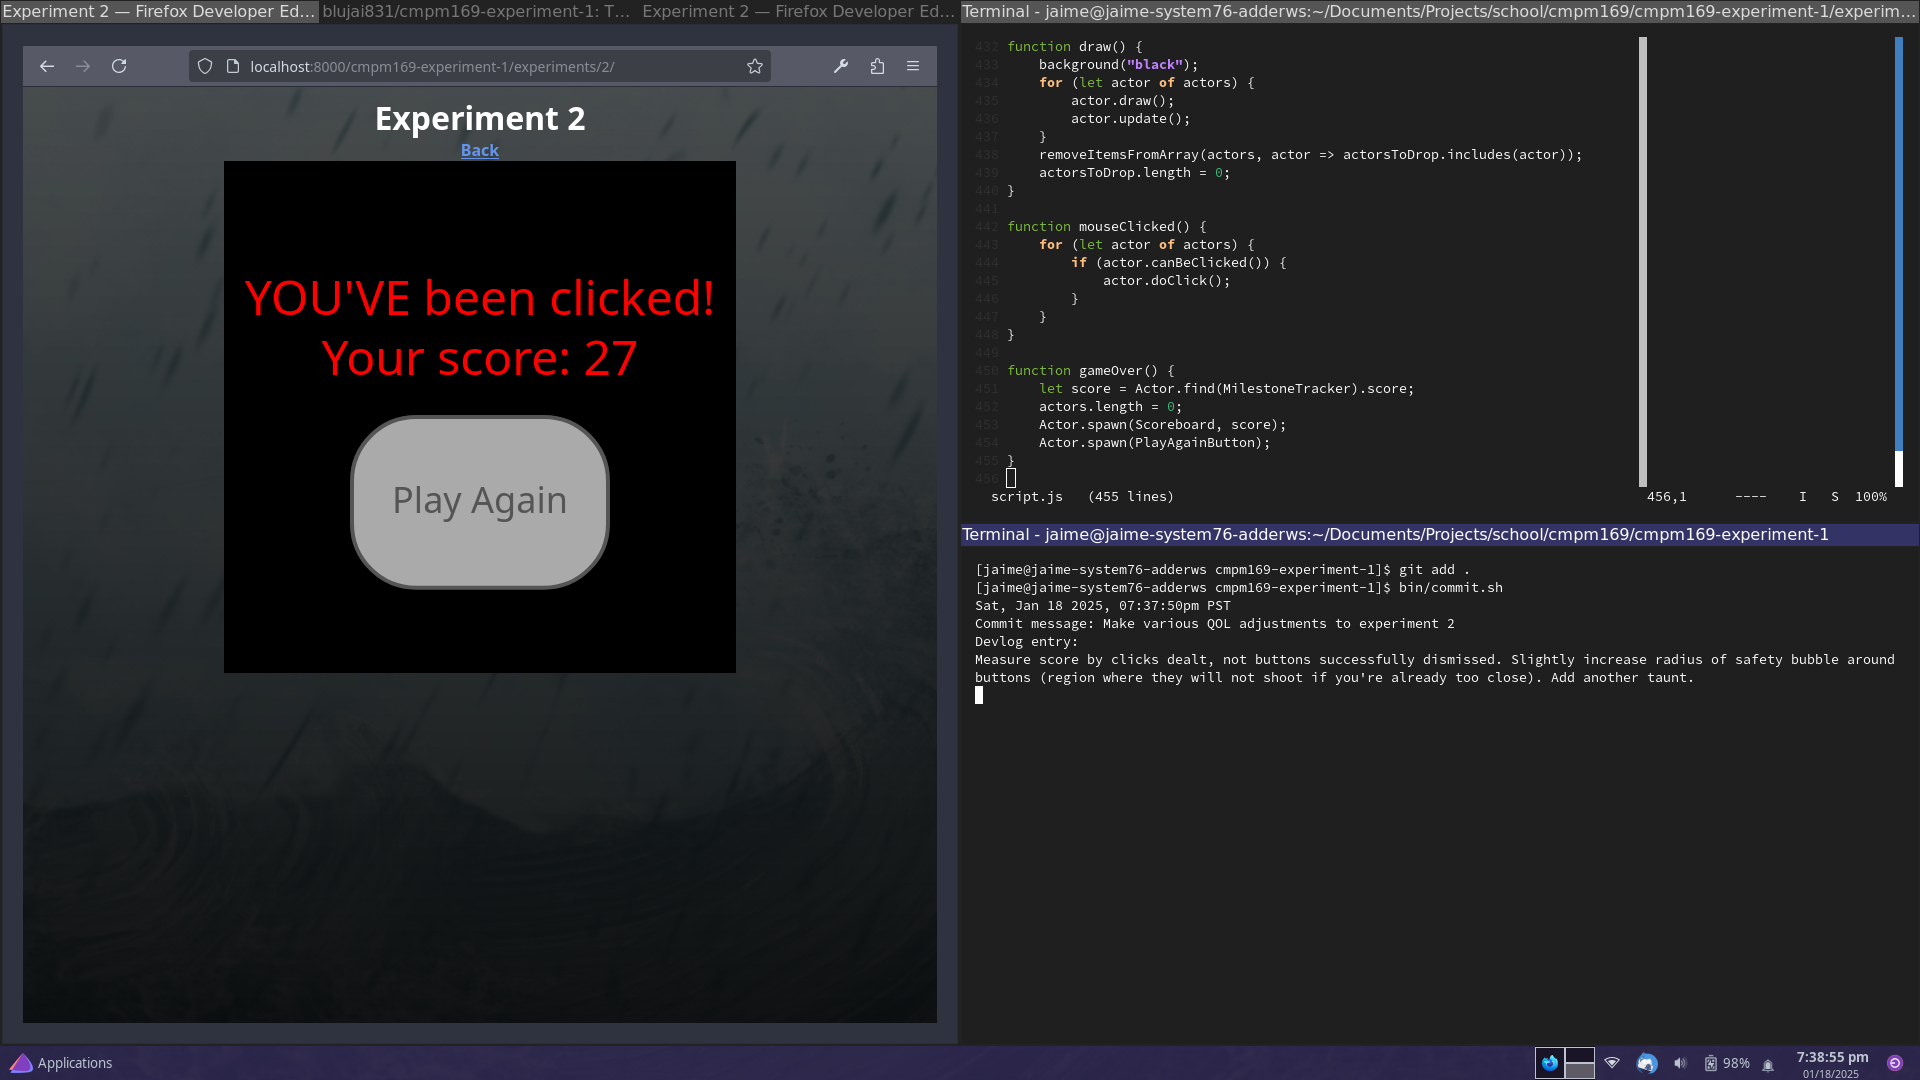 Experiment 2 — Firefox Developer Ed...
blujai831/cmpm169-experiment-1: T...
Experiment 2 — Firefox Developer Ed...
localhost:8000/cmpm169-experiment-1/experiments/2/
Experiment 2
Back
YOU'VE been clicked!
Your score: 27
Play Again
Terminal - jaime@jaime-system76-adderws:~/Documents/Projects/school/cmpm169/cmpm169-experiment-1/experim...
432 function draw() {
433     background("black");
434     for (let actor of actors) {
435         actor.draw();
436         actor.update();
437     }
438     removeItemsFromArray(actors, actor => actorsToDrop.includes(actor));
439     actorsToDrop.length = 0;
440 }
441
442 function mouseClicked() {
443     for (let actor of actors) {
444         if (actor.canBeClicked()) {
445             actor.doClick();
446         }
447     }
448 }
449
450 function gameOver() {
451     let score = Actor.find(MilestoneTracker).score;
452     actors.length = 0;
453     Actor.spawn(Scoreboard, score);
454     Actor.spawn(PlayAgainButton);
455 }
456
script.js   (455 lines)   456,1   ----   I   S   100%
Terminal - jaime@jaime-system76-adderws:~/Documents/Projects/school/cmpm169/cmpm169-experiment-1
[jaime@jaime-system76-adderws cmpm169-experiment-1]$ git add .
[jaime@jaime-system76-adderws cmpm169-experiment-1]$ bin/commit.sh
Sat, Jan 18 2025, 07:37:50pm PST
Commit message: Make various QOL adjustments to experiment 2
Devlog entry:
Measure score by clicks dealt, not buttons successfully dismissed. Slightly increase radius of safety bubble around
buttons (region where they will not shoot if you're already too close). Add another taunt.
Applications
98%
7:38:55 pm
01/18/2025